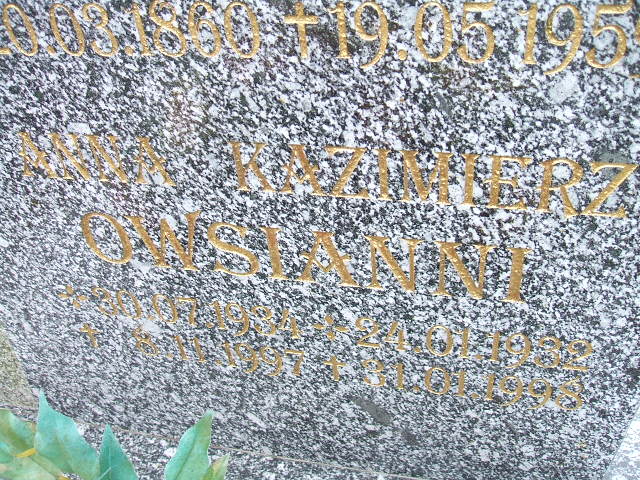 20.03.1860 ✝ 19.05.195
ANNA KAZIMIERZ
OWSIANNI
* 30.07.1934 * 24.01.1932
✝ 8.11.1997 ✝ 31.01.1998